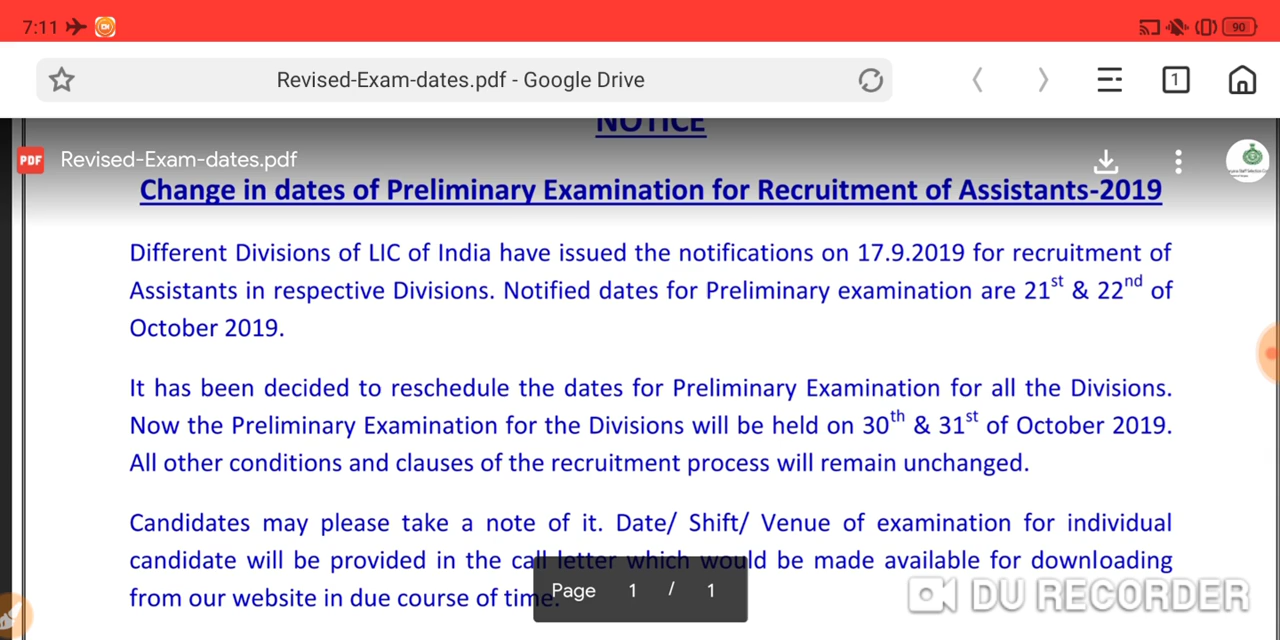 7:11
90
Revised-Exam-dates.pdf - Google Drive
1
NOTICE
PDF Revised-Exam-dates.pdf
Change in dates of Preliminary Examination for Recruitment of Assistants-2019
Different Divisions of LIC of India have issued the notifications on 17.9.2019 for recruitment of
Assistants in respective Divisions. Notified dates for Preliminary examination are 21st & 22nd of
October 2019.
It has been decided to reschedule the dates for Preliminary Examination for all the Divisions.
Now the Preliminary Examination for the Divisions will be held on 30th & 31st of October 2019.
All other conditions and clauses of the recruitment process will remain unchanged.
Candidates may please take a note of it. Date/ Shift/ Venue of examination for individual
candidate will be provided in the call letter which would be made available for downloading
from our website in due course of time.
Page 1 / 1
DU RECORDER